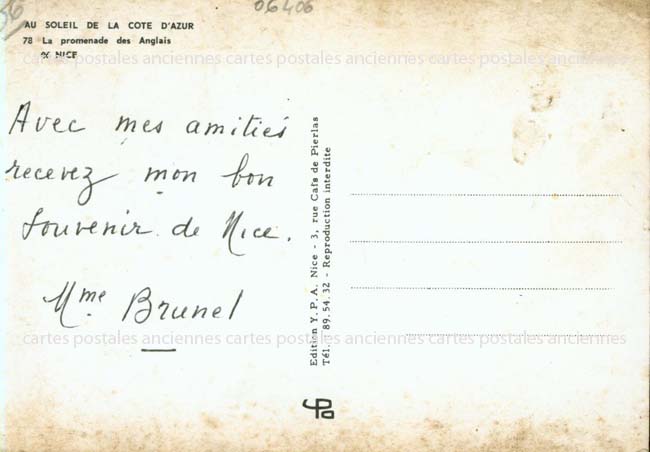 06406
AU SOLEIL DE LA COTE D'AZUR
78 La promenade des Anglais
06 NICE
cartes postales anciennes cartes postales anciennes cartes postales anciennes
Avec mes amitiés
recevez mon bon
souvenir de Nice.
Mme Brunel
Edition Y. P. A. Nice - 3, rue Cafs de Pierlas
Tél. 89.54.32 - Reproduction interdite
cartes postales anciennes cartes postales anciennes cartes postales anciennes